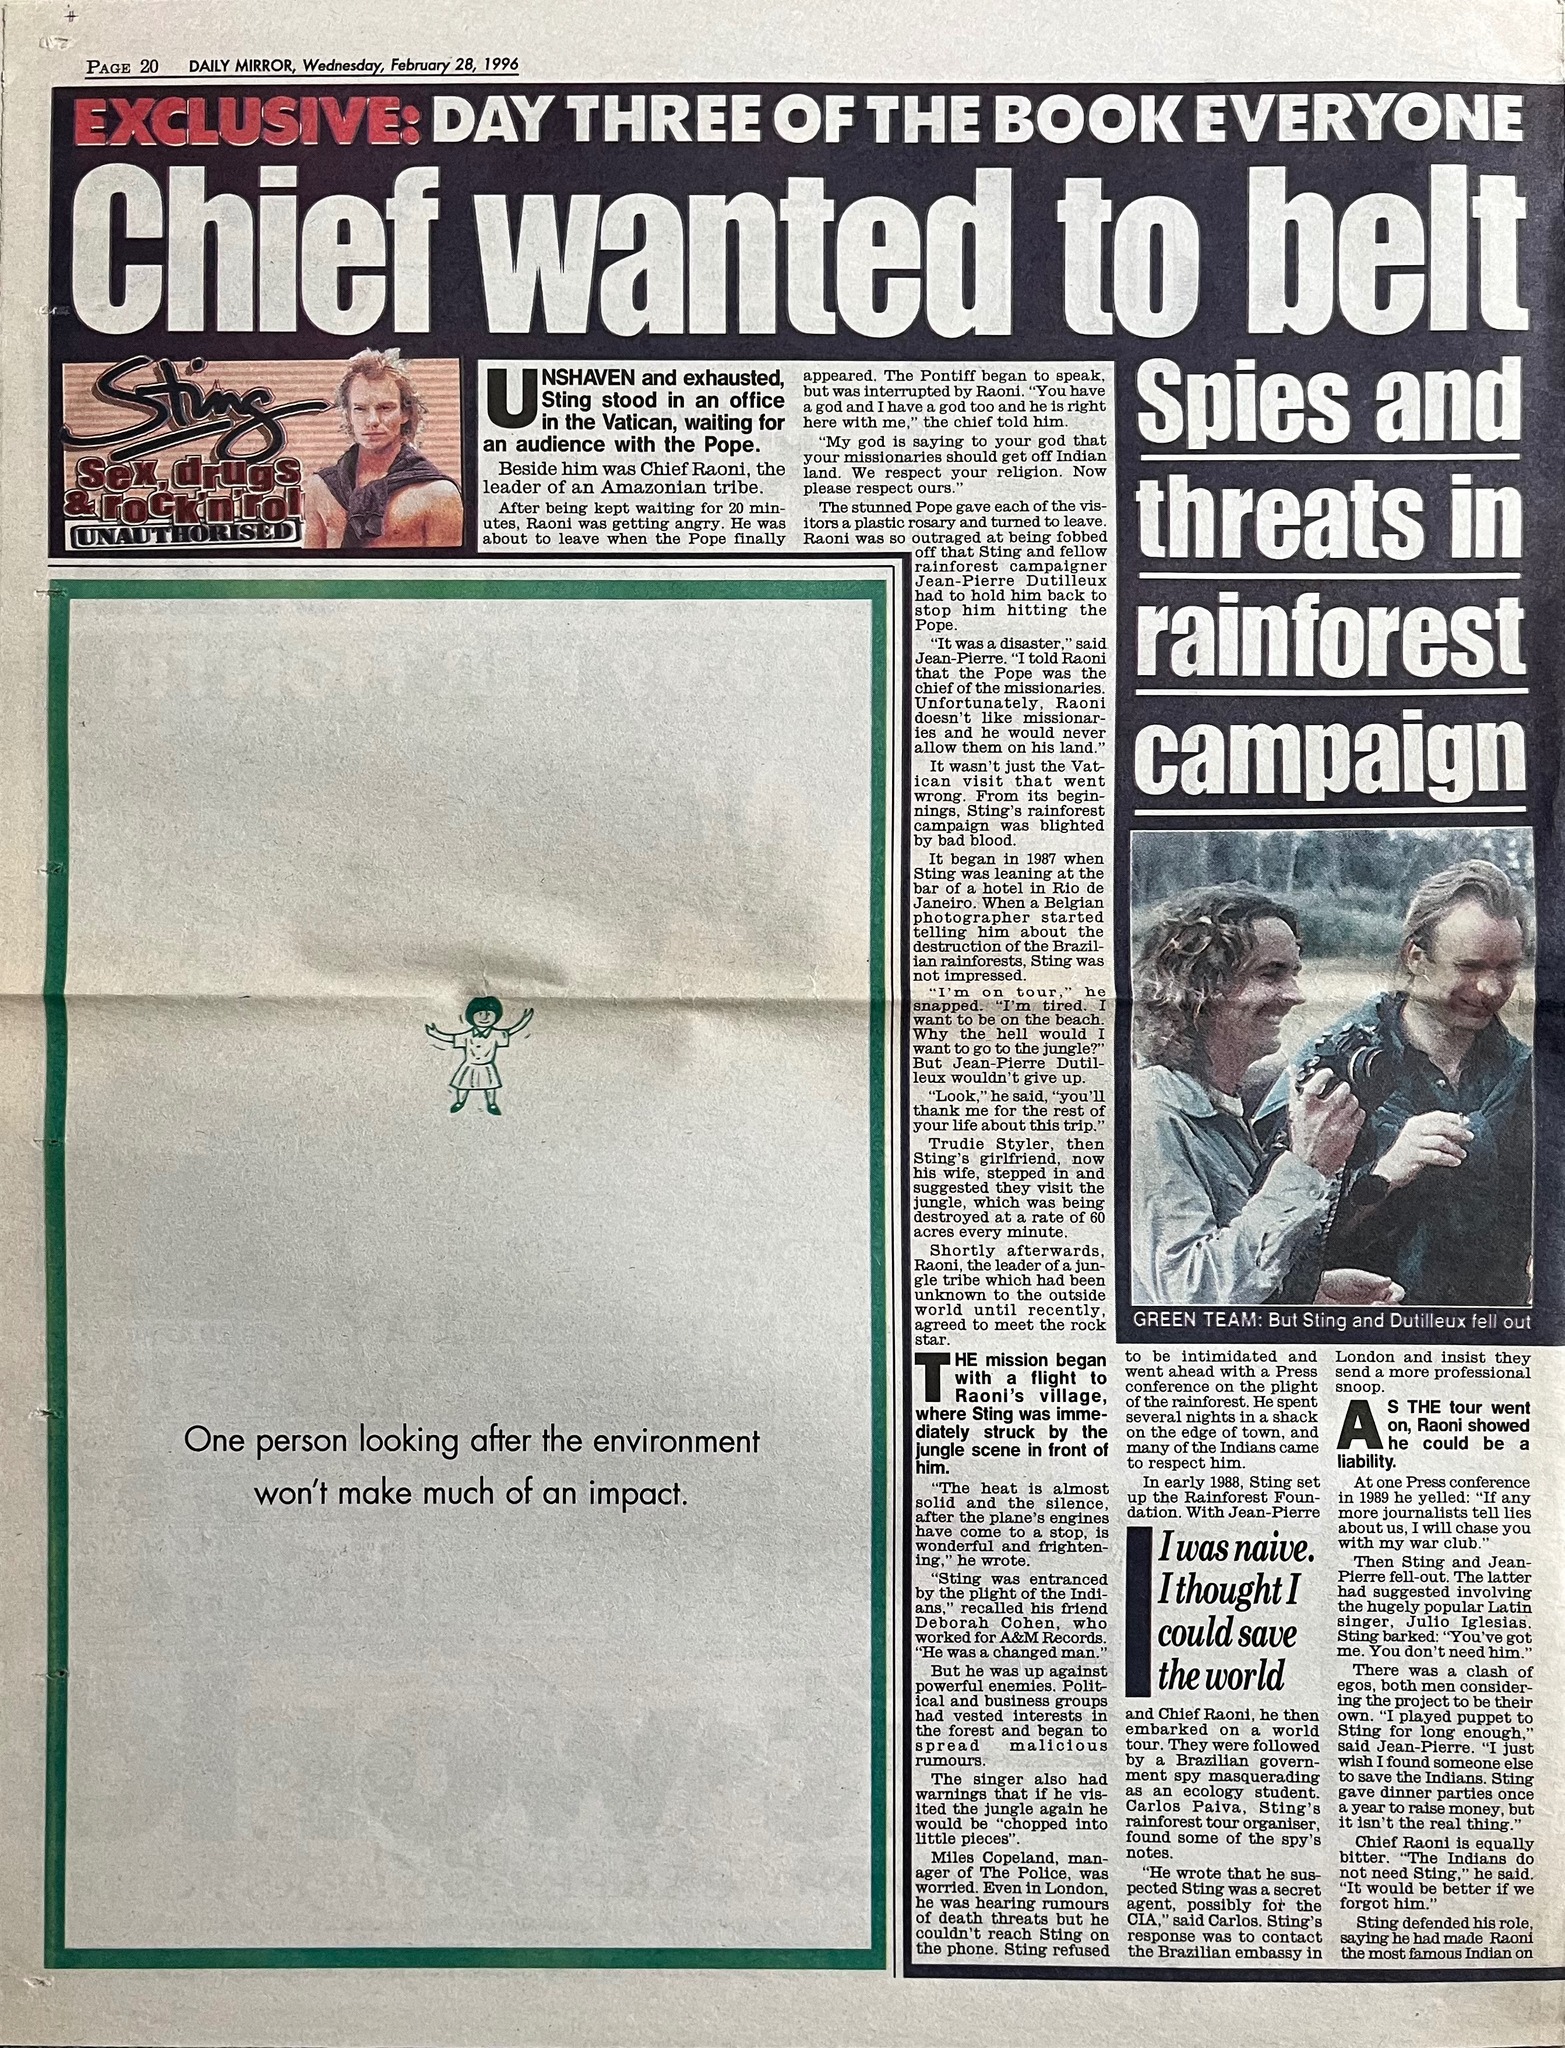 PAGE 20 DAILY MIRROR, Wednesday, February 28, 1996
EXCLUSIVE: DAY THREE OF THE BOOK EVERYONE
Chief wanted to belt
Sting
Sex, drugs
& rock'n'rol
UNAUTHORISED
UNSHAVEN and exhausted,
Sting stood in an office
in the Vatican, waiting for
an audience with the Pope.
Beside him was Chief Raoni, the
leader of an Amazonian tribe.
After being kept waiting for 20 min-
utes, Raoni was getting angry. He was
about to leave when the Pope finally
appeared. The Pontiff began to speak,
but was interrupted by Raoni. "You have
a god and I have a god too and he is right
here with me," the chief told him.
"My god is saying to your god that
your missionaries should get off Indian
land. We respect your religion. Now
please respect ours."
The stunned Pope gave each of the vis-
itors a plastic rosary and turned to leave.
Raoni was so outraged at being fobbed
off that Sting and fellow
rainforest campaigner
Jean-Pierre Dutilleux
had to hold him back to
stop him hitting the
Pope.
"It was a disaster," said
Jean-Pierre. "I told Raoni
that the Pope was the
chief of the missionaries.
Unfortunately, Raoni
doesn't like missionar-
ies and he would never
allow them on his land."
It wasn't just the Vat-
ican visit that went
wrong. From its begin-
nings, Sting's rainforest
campaign was blighted
by bad blood.
It began in 1987 when
Sting was leaning at the
bar of a hotel in Rio de
Janeiro. When a Belgian
photographer started
telling him about the
destruction of the Brazil-
ian rainforests, Sting was
not impressed.
"I'm on tour," he
snapped. "I'm tired. I
want to be on the beach.
Why the hell would I
want to go to the jungle?"
But Jean-Pierre Dutil-
leux wouldn't give up.
"Look," he said, "you'll
thank me for the rest of
your life about this trip."
Trudie Styler, then
Sting's girlfriend, now
his wife, stepped in and
suggested they visit the
jungle, which was being
destroyed at a rate of 60
acres every minute.
Shortly afterwards,
Raoni, the leader of a jun-
gle tribe which had been
unknown to the outside
world until recently,
agreed to meet the rock
star.
THE mission began
with a flight to
Raoni's village,
where Sting was imme-
diately struck by the
jungle scene in front of
him.
"The heat is almost
solid and the silence,
after the plane's engines
have come to a stop, is
wonderful and frighten-
ing," he wrote.
"Sting was entranced
by the plight of the Indi-
ans," recalled his friend
Deborah Cohen, who
worked for A&M Records.
"He was a changed man."
But he was up against
powerful enemies. Polit-
ical and business groups
had vested interests in
the forest and began to
spread malicious
rumours.
The singer also had
warnings that if he vis-
ited the jungle again he
would be "chopped into
little pieces".
Miles Copeland, man-
ager of The Police, was
worried. Even in London,
he was hearing rumours
of death threats but he
couldn't reach Sting on
the phone. Sting refused
Spies and
threats in
rainforest
campaign
GREEN TEAM: But Sting and Dutilleux fell out
to be intimidated and
went ahead with a Press
conference on the plight
of the rainforest. He spent
several nights in a shack
on the edge of town, and
many of the Indians came
to respect him.
In early 1988, Sting set
up the Rainforest Foun-
dation. With Jean-Pierre
I was naive.
I thought I
could save
the world
and Chief Raoni, he then
embarked on a world
tour. They were followed
by a Brazilian govern-
ment spy masquerading
as an ecology student.
Carlos Paiva, Sting's
rainforest tour organiser,
found some of the spy's
notes.
"He wrote that he sus-
pected Sting was a secret
agent, possibly for the
CIA," said Carlos. Sting's
response was to contact
the Brazilian embassy in
London and insist they
send a more professional
snoop.
AS THE tour went
on, Raoni showed
he could be a
liability.
At one Press conference
in 1989 he yelled: "If any
more journalists tell lies
about us, I will chase you
with my war club."
Then Sting and Jean-
Pierre fell-out. The latter
had suggested involving
the hugely popular Latin
singer, Julio Iglesias.
Sting barked: "You've got
me. You don't need him."
There was a clash of
egos, both men consider-
ing the project to be their
own. "I played puppet to
Sting for long enough,"
said Jean-Pierre. "I just
wish I found someone else
to save the Indians. Sting
gave dinner parties once
a year to raise money, but
it isn't the real thing."
Chief Raoni is equally
bitter. "The Indians do
not need Sting," he said.
"It would be better if we
forgot him."
Sting defended his role,
saying he had made Raoni
the most famous Indian on
One person looking after the environment
won't make much of an impact.